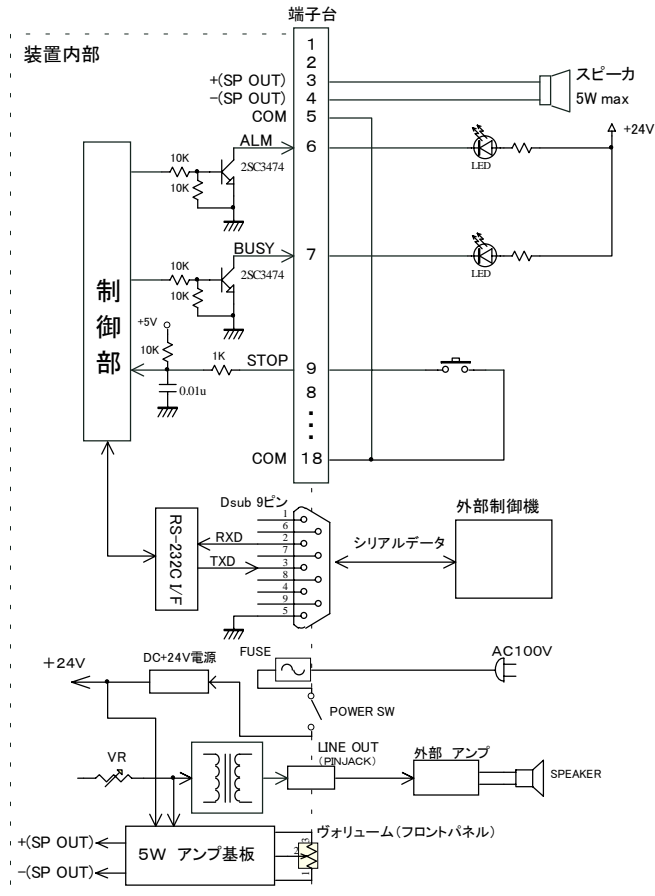 端子台
装置内部
1
2
+(SP OUT) 3
-(SP OUT) 4
COM 5
スピーカ
5W max
+24V
ALM 6
10K
10K
2SC3474
LED
BUSY 7
10K
10K
2SC3474
LED
制御部
+5V
10K
1K
STOP 9
0.01u
8
COM 18
Dsub 9ピン
外部制御機
RS-232C I/F
RXD
TXD
1
6
2
7
3
8
4
9
5
シリアルデータ
+24V
DC+24V電源
FUSE
AC100V
POWER SW
VR
LINE OUT
(PINJACK)
外部 アンプ
SPEAKER
+(SP OUT)
-(SP OUT)
5W アンプ基板
ヴォリューム(フロントパネル)
3
2
1